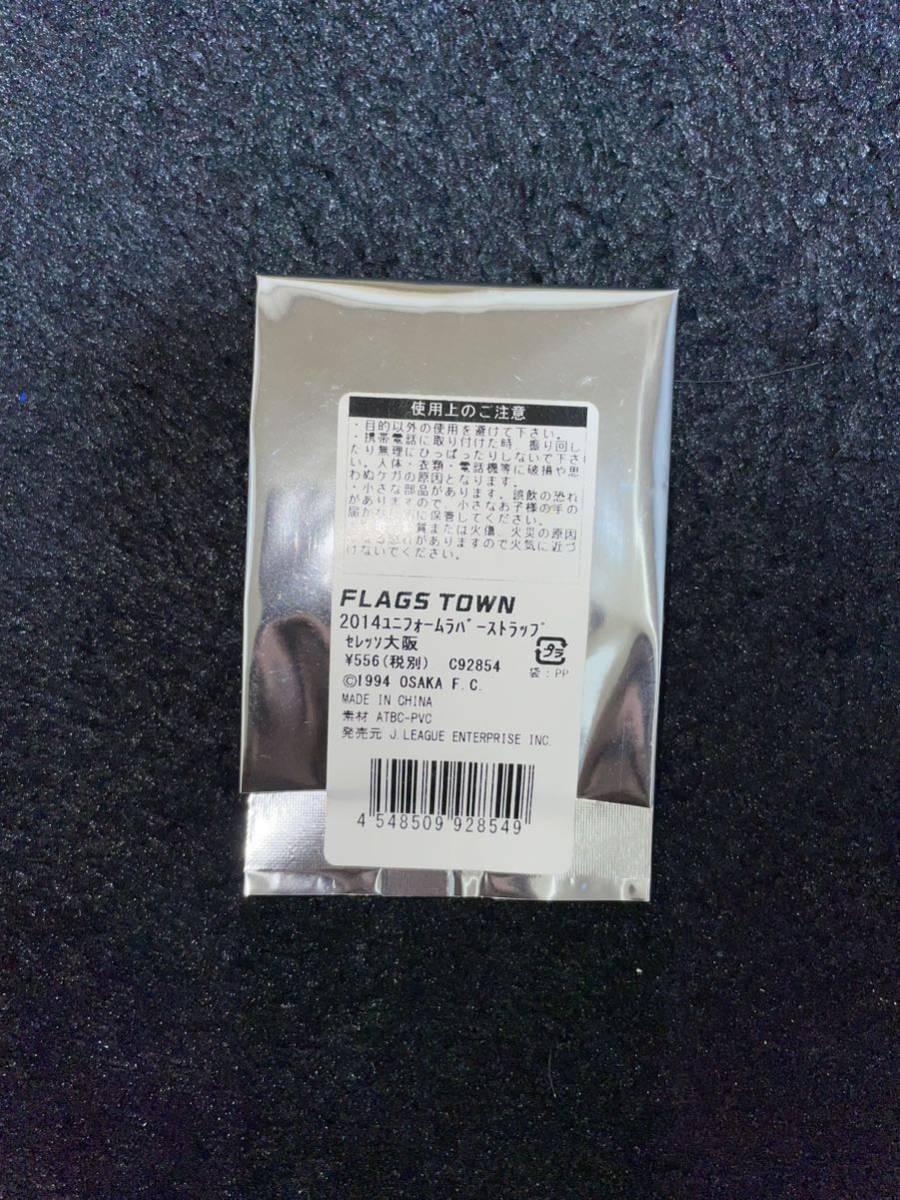 使用上のご注意
・目的以外の使用を避けて下さい。
・携帯電話に取り付けた時、振り回し
たり無理にひっぱったりしないで下さ
い。人体・衣類・電話機等に破損や思
わぬケガの原因となります。
・小さな部品があります。誤飲の恐れ
がありますので、小さなお子様の手の
届かない所に保管してください。
質または火傷、火災の原因
なる恐れがありますので火気に近づ
けないでください。
FLAGS TOWN
2014ﾕﾆﾌｫｰﾑﾗﾊﾞｰｽﾄﾗｯﾌﾟ
ｾﾚｯｿ大阪
¥556(税別) C92854
プラ
袋:PP
©1994 OSAKA F.C.
MADE IN CHINA
素材 ATBC-PVC
発売元 J.LEAGUE ENTERPRISE INC.
4 548509 928549